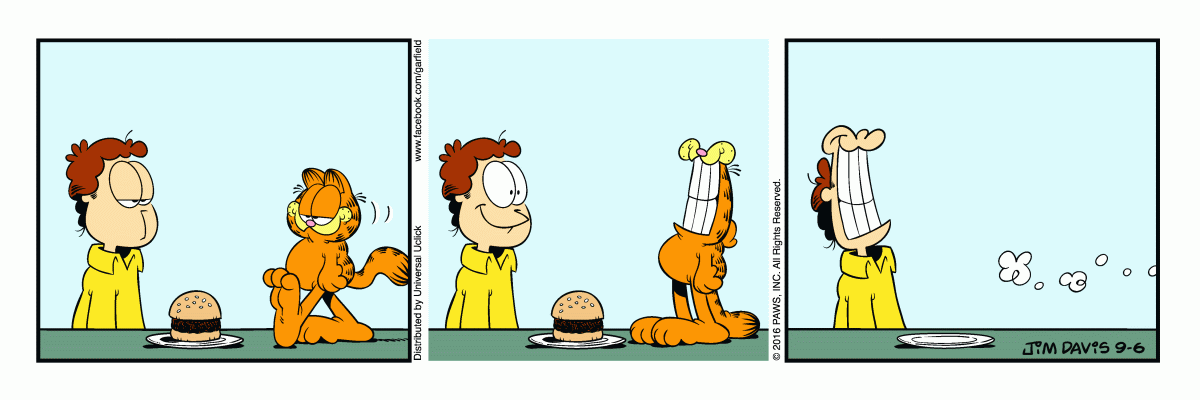 www.facebook.com/garfield
Distributed by Universal Uclick
© 2016 PAWS, INC. All Rights Reserved.
JIM DAVIS 9-6